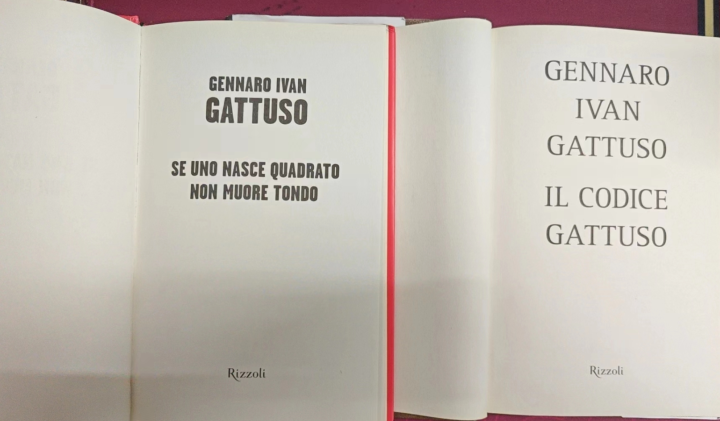 GENNARO IVAN
GATTUSO
SE UNO NASCE QUADRATO
NON MUORE TONDO
Rizzoli
GENNARO
IVAN
GATTUSO
IL CODICE
GATTUSO
Rizzoli